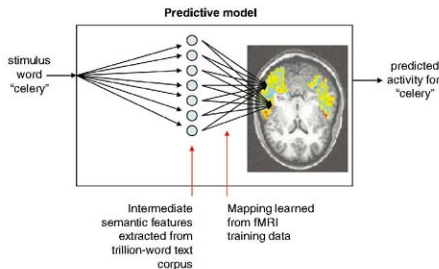 Predictive model
stimulus
word
"celery"
predicted
activity for
"celery"
Intermediate
semantic features
extracted from
trillion-word text
corpus
Mapping learned
from fMRI
training data